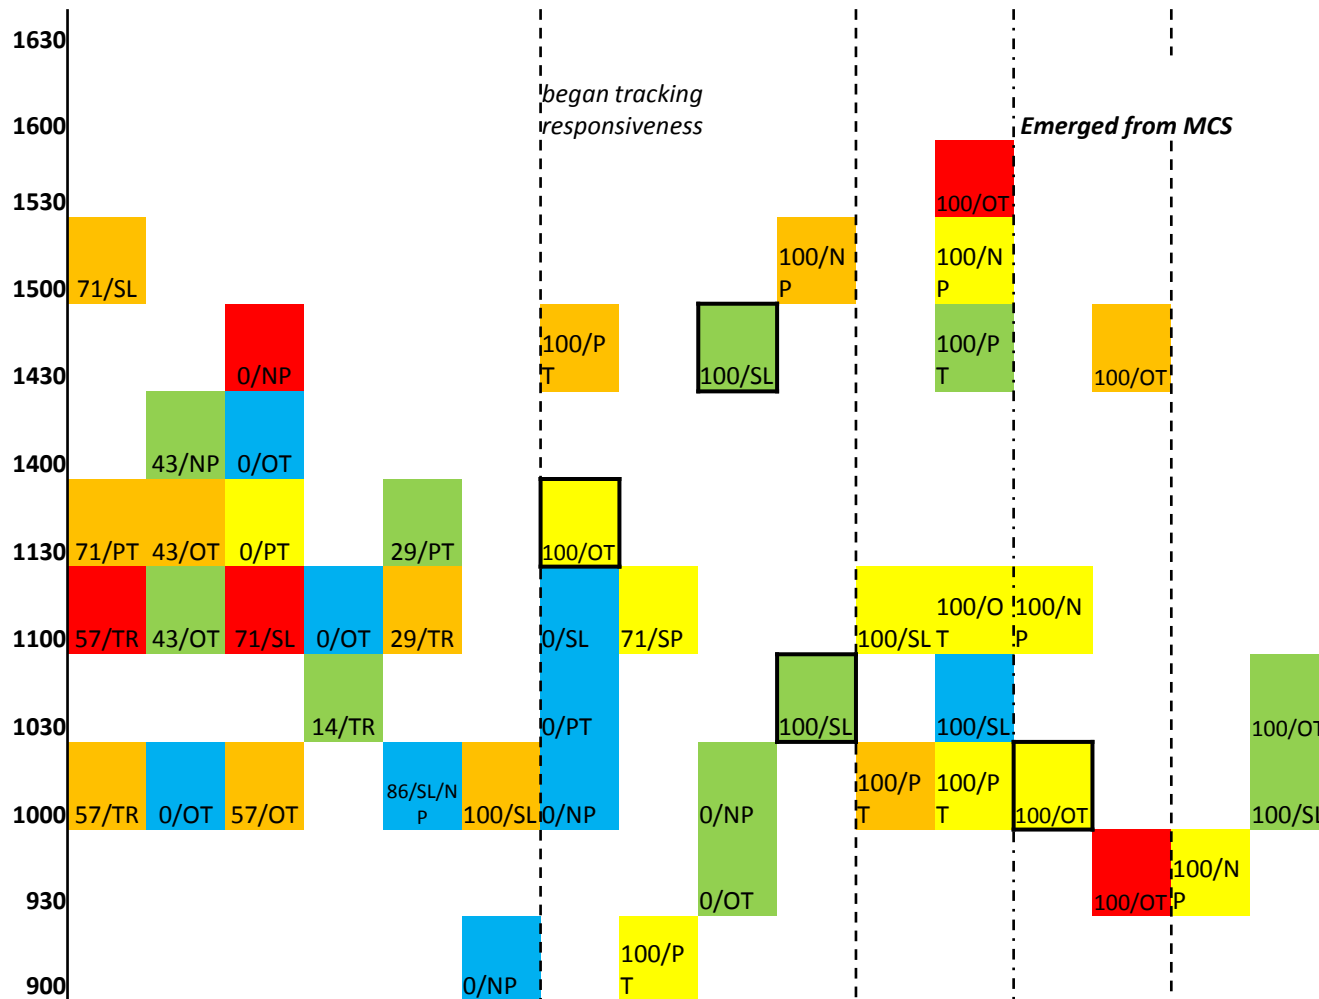 1630
began tracking
responsiveness
1600
Emerged from MCS
1530
100/OT
1500
71/SL
100/N
P
100/N
P
1430
0/NP
100/P
T
100/SL
100/P
T
100/OT
1400
43/NP
0/OT
1130
71/PT
43/OT
0/PT
29/PT
100/OT
1100
57/TR
43/OT
71/SL
0/OT
29/TR
0/SL
71/SP
100/SL
100/O
T
100/N
P
1030
14/TR
0/PT
100/SL
100/SL
100/OT
1000
57/TR
0/OT
57/OT
86/SL/N
P
100/SL
0/NP
0/NP
100/P
T
100/P
T
100/OT
100/SL
930
0/OT
100/OT
100/N
P
900
0/NP
100/P
T